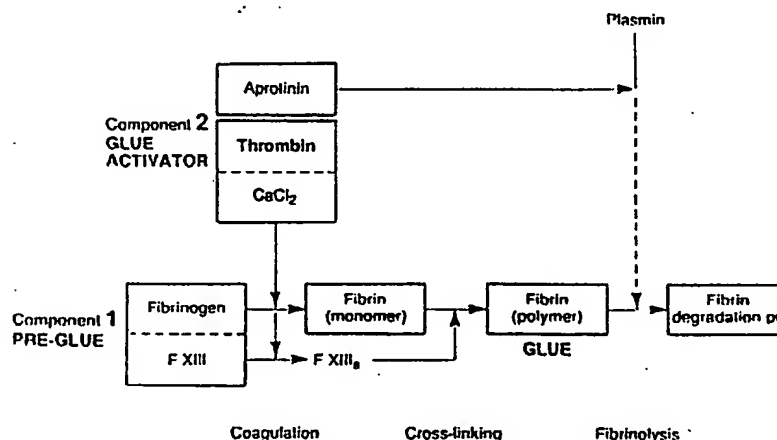 Plasmin
Aprotinin
Component 2
GLUE
ACTIVATOR
Thrombin
CaCl₂
Component 1
PRE-GLUE
Fibrinogen
F XIII
Fibrin
(monomer)
F XIIIₐ
Fibrin
(polymer)
GLUE
Fibrin
degradation
Coagulation
Cross-linking
Fibrinolysis